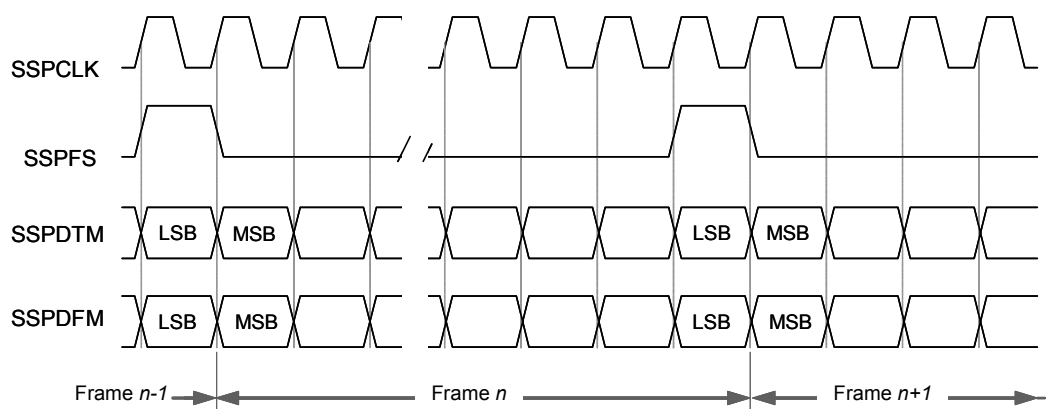 SSPCLK
SSPFS
SSPDTM LSB MSB LSB MSB
SSPDFM LSB MSB LSB MSB
Frame n-1 Frame n Frame n+1